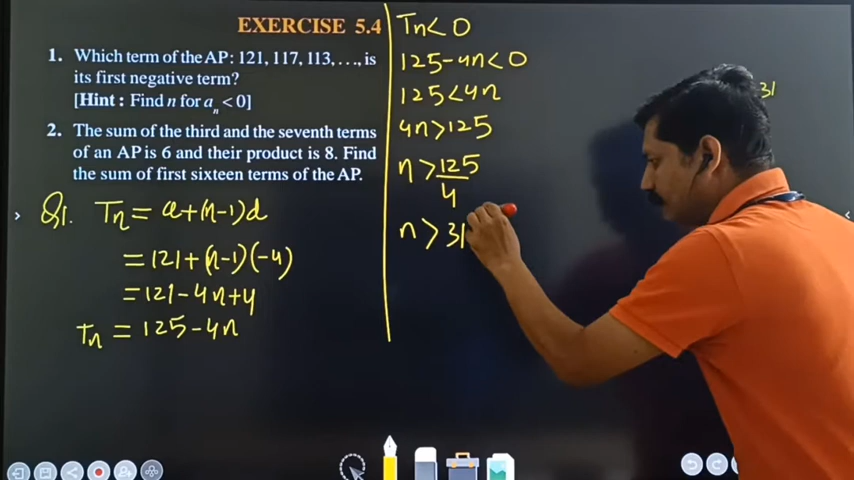 EXERCISE 5.4
1. Which term of the AP: 121, 117, 113, . . ., is
its first negative term?
[Hint : Find n for aₙ < 0]
2. The sum of the third and the seventh terms
of an AP is 6 and their product is 8. Find
the sum of first sixteen terms of the AP.
Q1. Tₙ = a+(n-1)d
= 121+(n-1)(-4)
= 121-4n+4
Tₙ = 125-4n
Tₙ < 0
125-4n < 0
125 < 4n
4n > 125
n > 125/4
n > 31
31